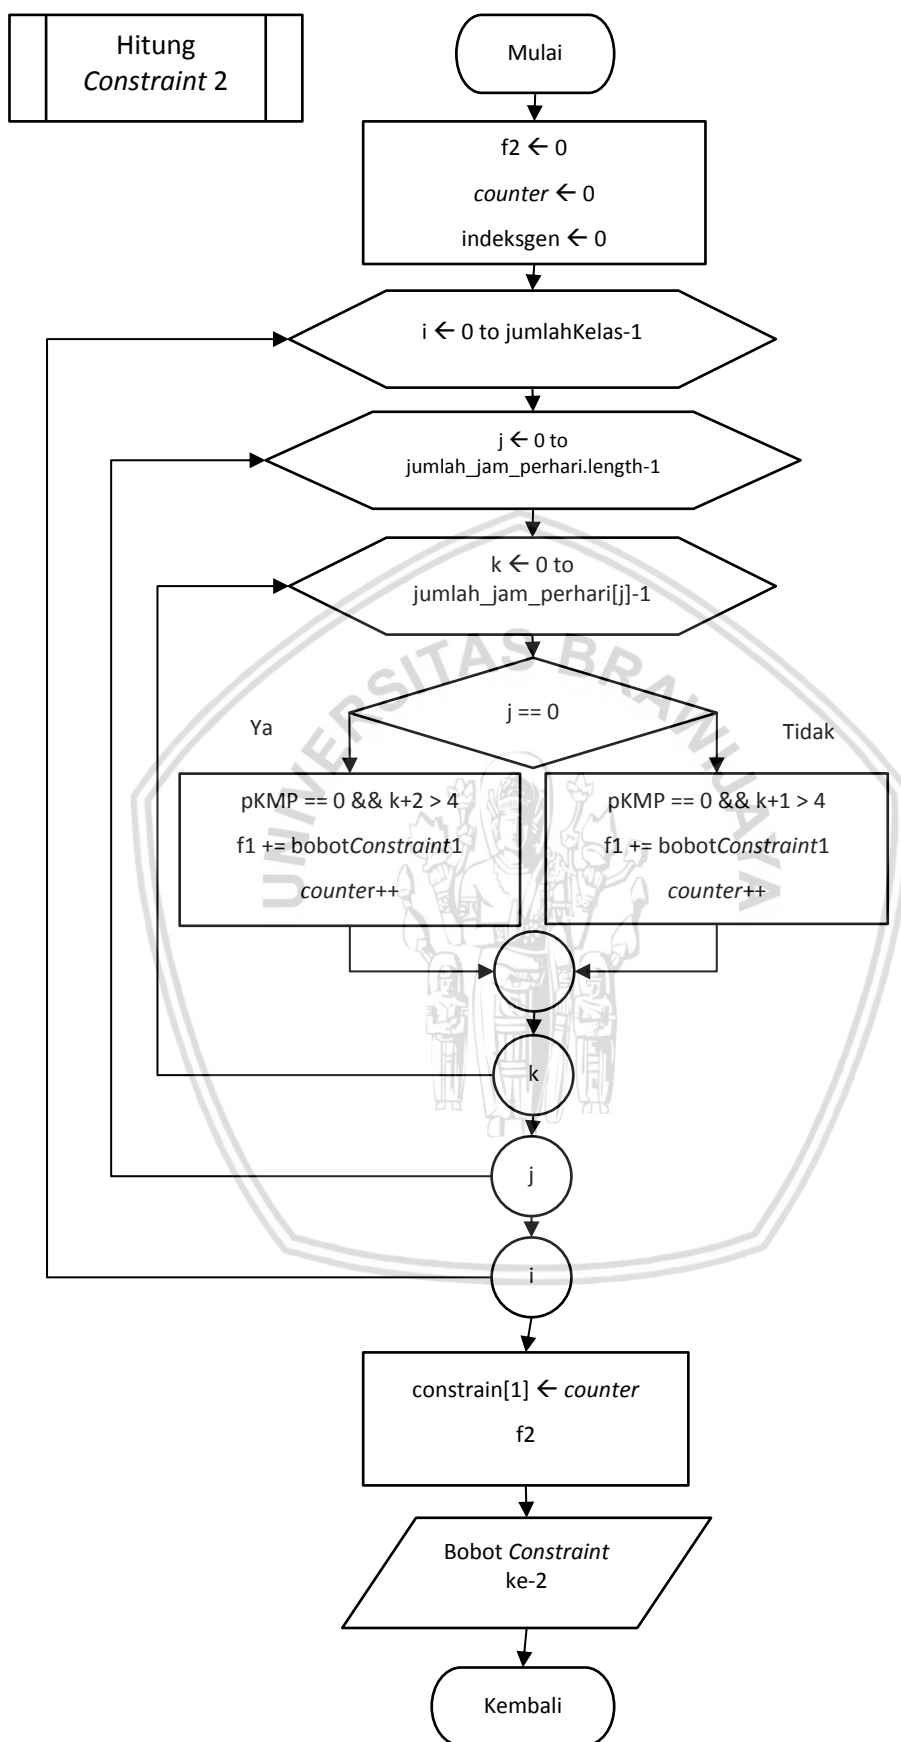 Hitung
Constraint 2
Mulai
f2 ← 0
counter ← 0
indeksgen ← 0
i ← 0 to jumlahKelas-1
j ← 0 to
jumlah_jam_perhari.length-1
k ← 0 to
jumlah_jam_perhari[j]-1
UNIVERSITAS BRAWIJAYA
j == 0
Ya
Tidak
pKMP == 0 && k+2 > 4
f1 += bobotConstraint1
counter++
pKMP == 0 && k+1 > 4
f1 += bobotConstraint1
counter++
k
j
i
constrain[1] ← counter
f2
Bobot Constraint
ke-2
Kembali